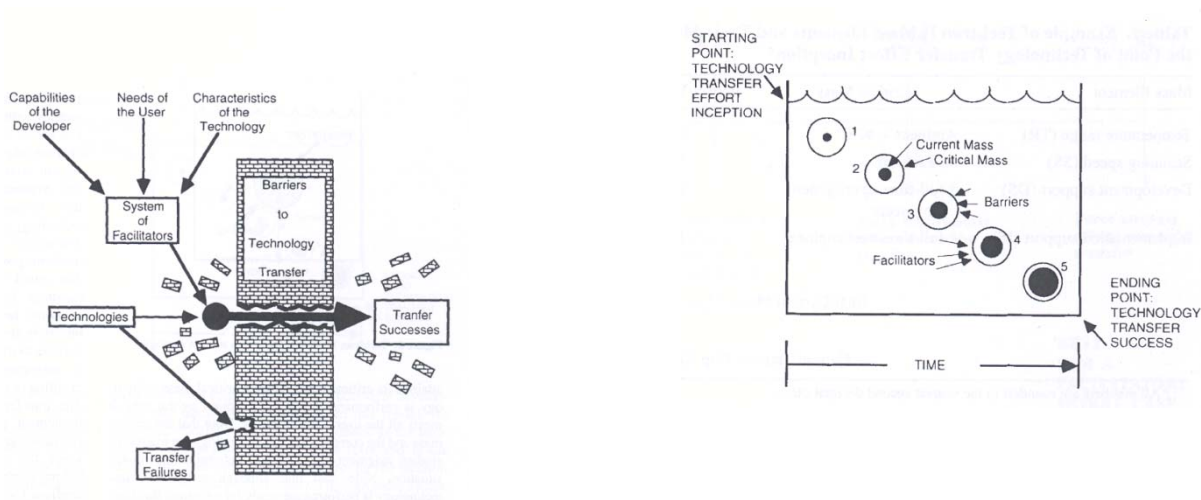 Capabilities
of the
Developer
Needs of
the User
Characteristics
of the
Technology
System
of
Facilitators
Barriers
to
Technology
Transfer
Technologies
Tranfer
Successes
Transfer
Failures
STARTING
POINT:
TECHNOLOGY
TRANSFER
EFFORT
INCEPTION
1
Current Mass
Critical Mass
2
Barriers
3
4
Facilitators
5
ENDING
POINT:
TECHNOLOGY
TRANSFER
SUCCESS
TIME